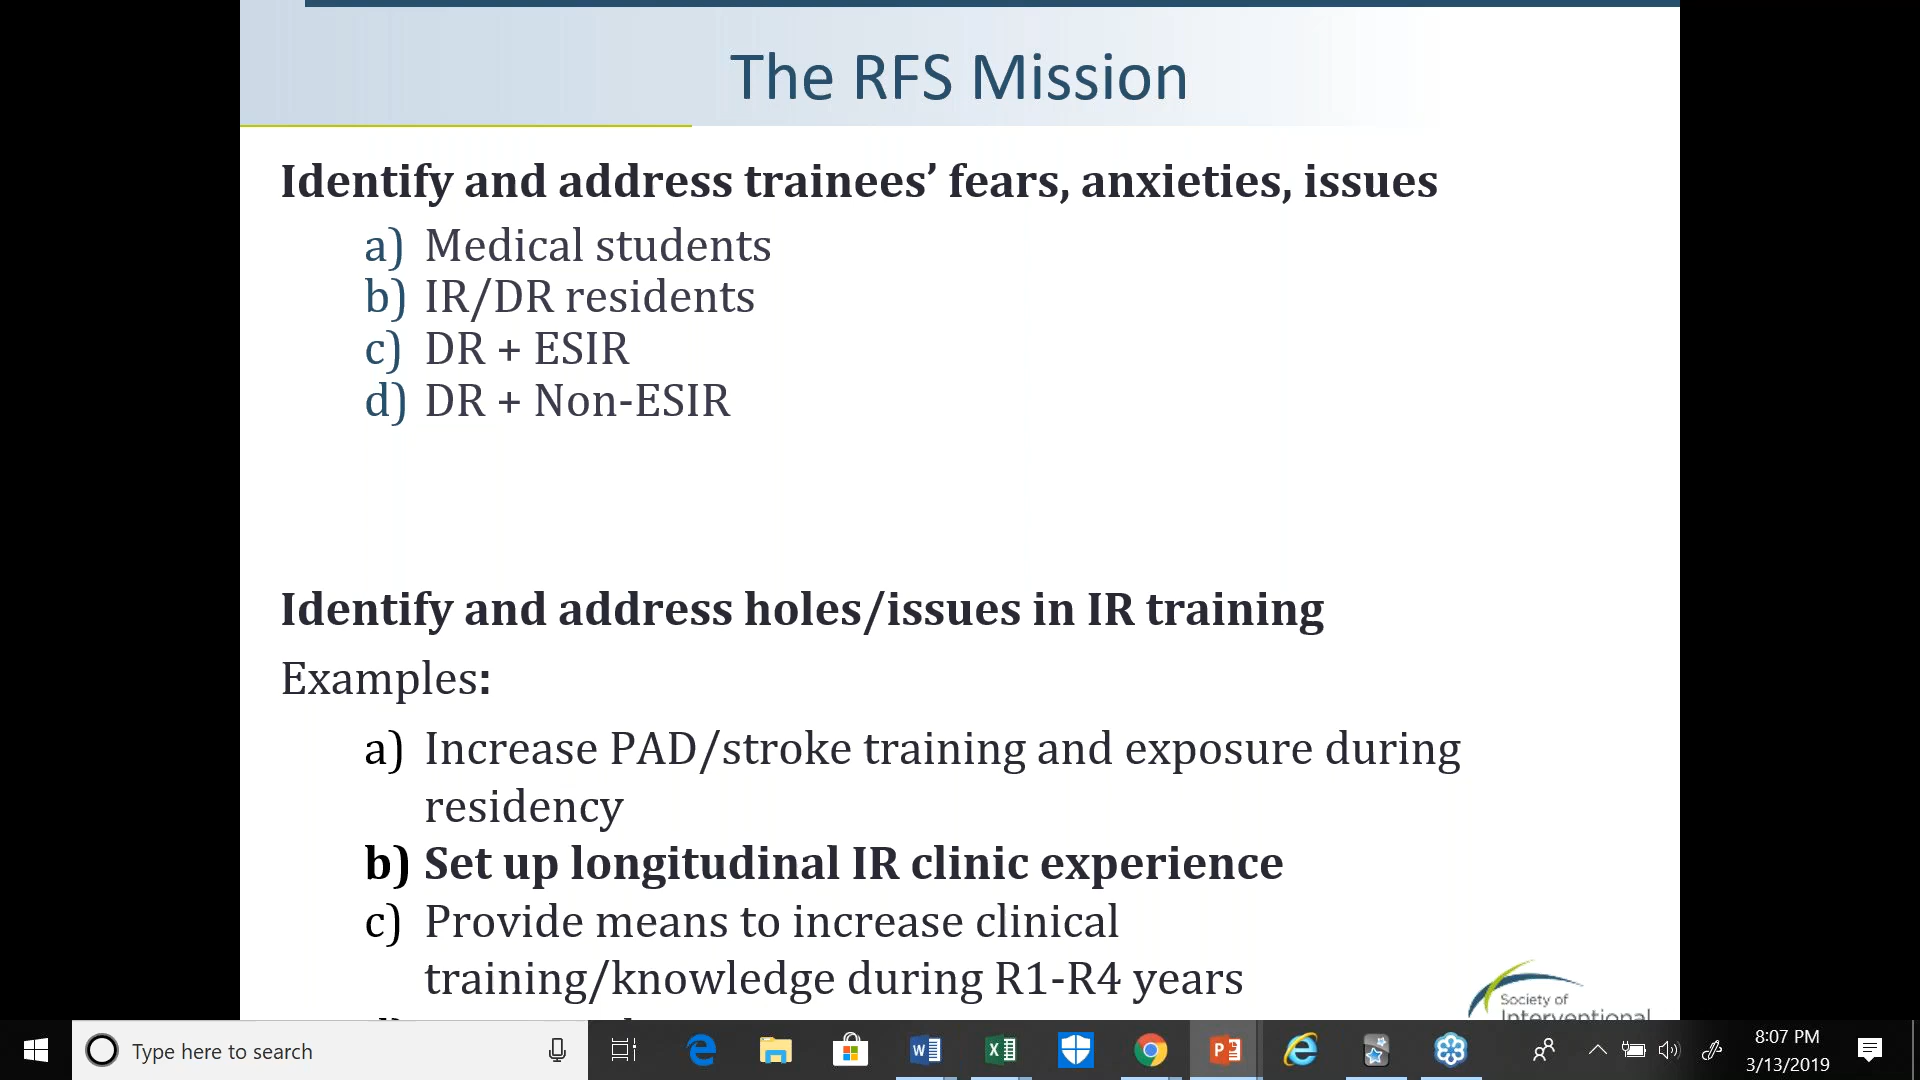 The RFS Mission
Identify and address trainees’ fears, anxieties, issues
a) Medical students
b) IR/DR residents
c) DR + ESIR
d) DR + Non-ESIR
Identify and address holes/issues in IR training
Examples:
a) Increase PAD/stroke training and exposure during
residency
b) Set up longitudinal IR clinic experience
c) Provide means to increase clinical
training/knowledge during R1-R4 years
Society of
Interventional
Type here to search
8:07 PM
3/13/2019